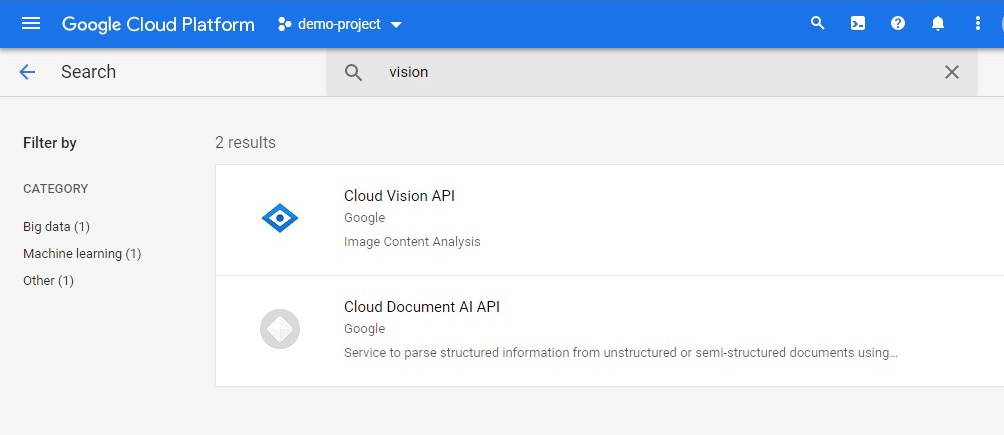 Google Cloud Platform demo-project
Search vision
Filter by
2 results
CATEGORY
Big data (1)
Machine learning (1)
Other (1)
Cloud Vision API
Google
Image Content Analysis
Cloud Document AI API
Google
Service to parse structured information from unstructured or semi-structured documents using...